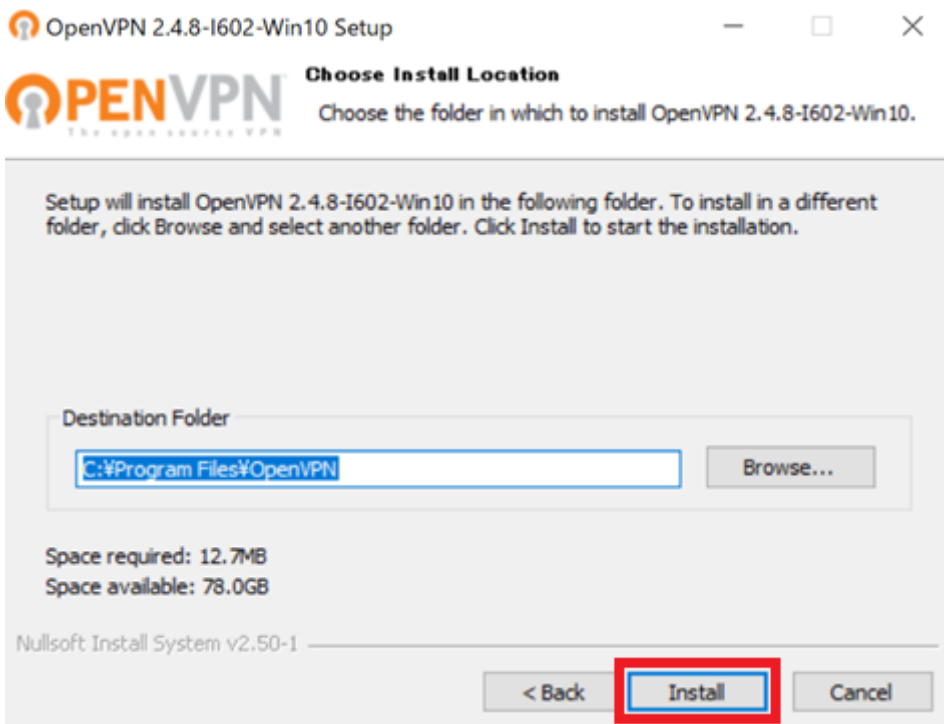 OpenVPN 2.4.8-I602-Win10 Setup
OPENVPN
The open source VPN
Choose Install Location
Choose the folder in which to install OpenVPN 2.4.8-I602-Win10.
Setup will install OpenVPN 2.4.8-I602-Win10 in the following folder. To install in a different
folder, click Browse and select another folder. Click Install to start the installation.
Destination Folder
C:¥Program Files¥OpenVPN
Browse...
Space required: 12.7MB
Space available: 78.0GB
Nullsoft Install System v2.50-1
< Back
Install
Cancel